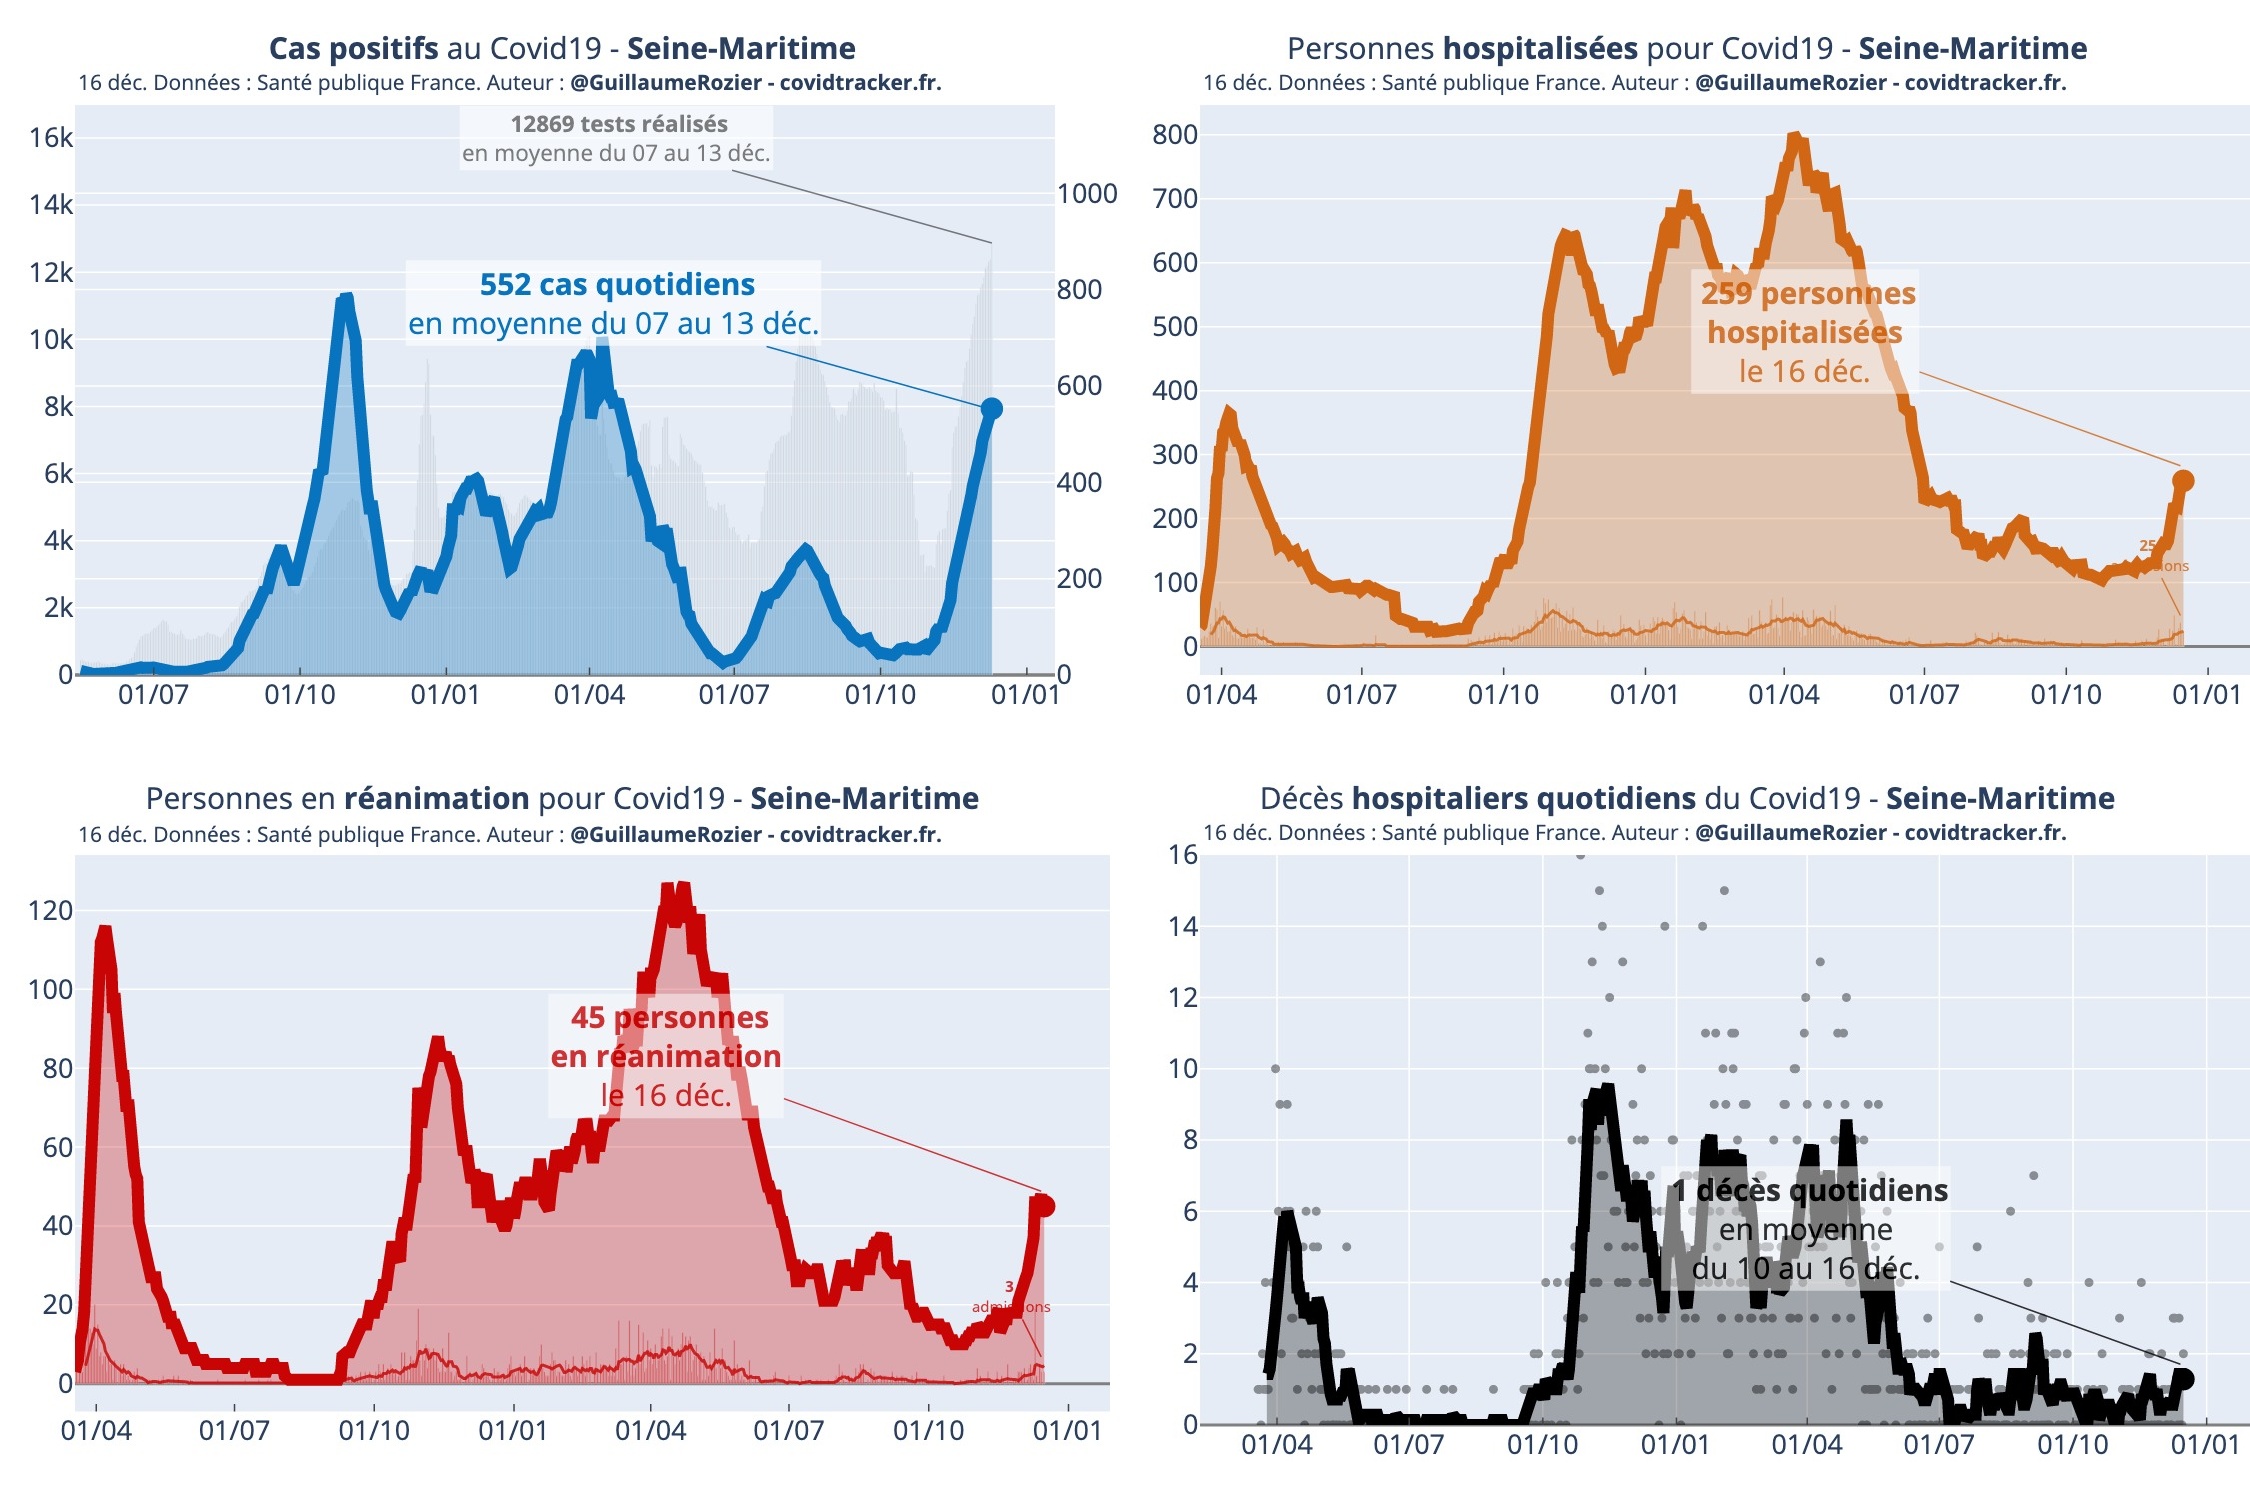 Cas positifs au Covid19 - Seine-Maritime
16 déc. Données : Santé publique France. Auteur : @GuillaumeRozier - covidtracker.fr.
12869 tests réalisés
en moyenne du 07 au 13 déc.
552 cas quotidiens
en moyenne du 07 au 13 déc.
16k
14k
12k
10k
8k
6k
4k
2k
0
1000
800
600
400
200
0
01/07 01/10 01/01 01/04 01/07 01/10 01/01
Personnes hospitalisées pour Covid19 - Seine-Maritime
16 déc. Données : Santé publique France. Auteur : @GuillaumeRozier - covidtracker.fr.
800
700
600
500
400
300
200
100
0
259 personnes
hospitalisées
le 16 déc.
01/04 01/07 01/10 01/01 01/04 01/07 01/10 01/01
Personnes en réanimation pour Covid19 - Seine-Maritime
16 déc. Données : Santé publique France. Auteur : @GuillaumeRozier - covidtracker.fr.
120
100
80
60
40
20
0
45 personnes
en réanimation
le 16 déc.
3
admissions
01/04 01/07 01/10 01/01 01/04 01/07 01/10 01/01
Décès hospitaliers quotidiens du Covid19 - Seine-Maritime
16 déc. Données : Santé publique France. Auteur : @GuillaumeRozier - covidtracker.fr.
16
14
12
10
8
6
4
2
0
1 décès quotidiens
en moyenne
du 10 au 16 déc.
01/04 01/07 01/10 01/01 01/04 01/07 01/10 01/01